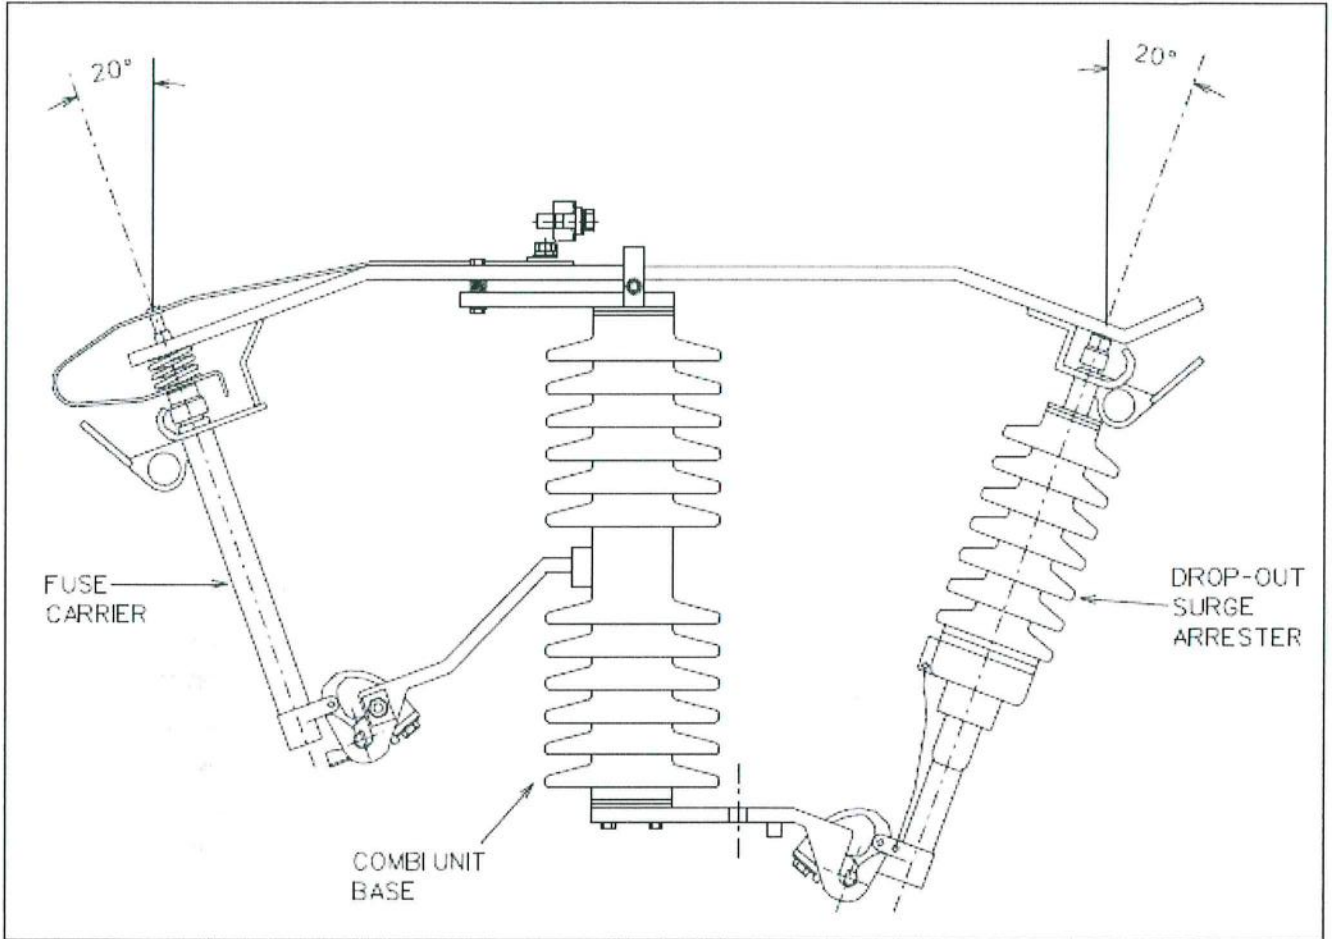 20°
20°
FUSE
CARRIER
DROP-OUT
SURGE
ARRESTER
COMBI UNIT
BASE